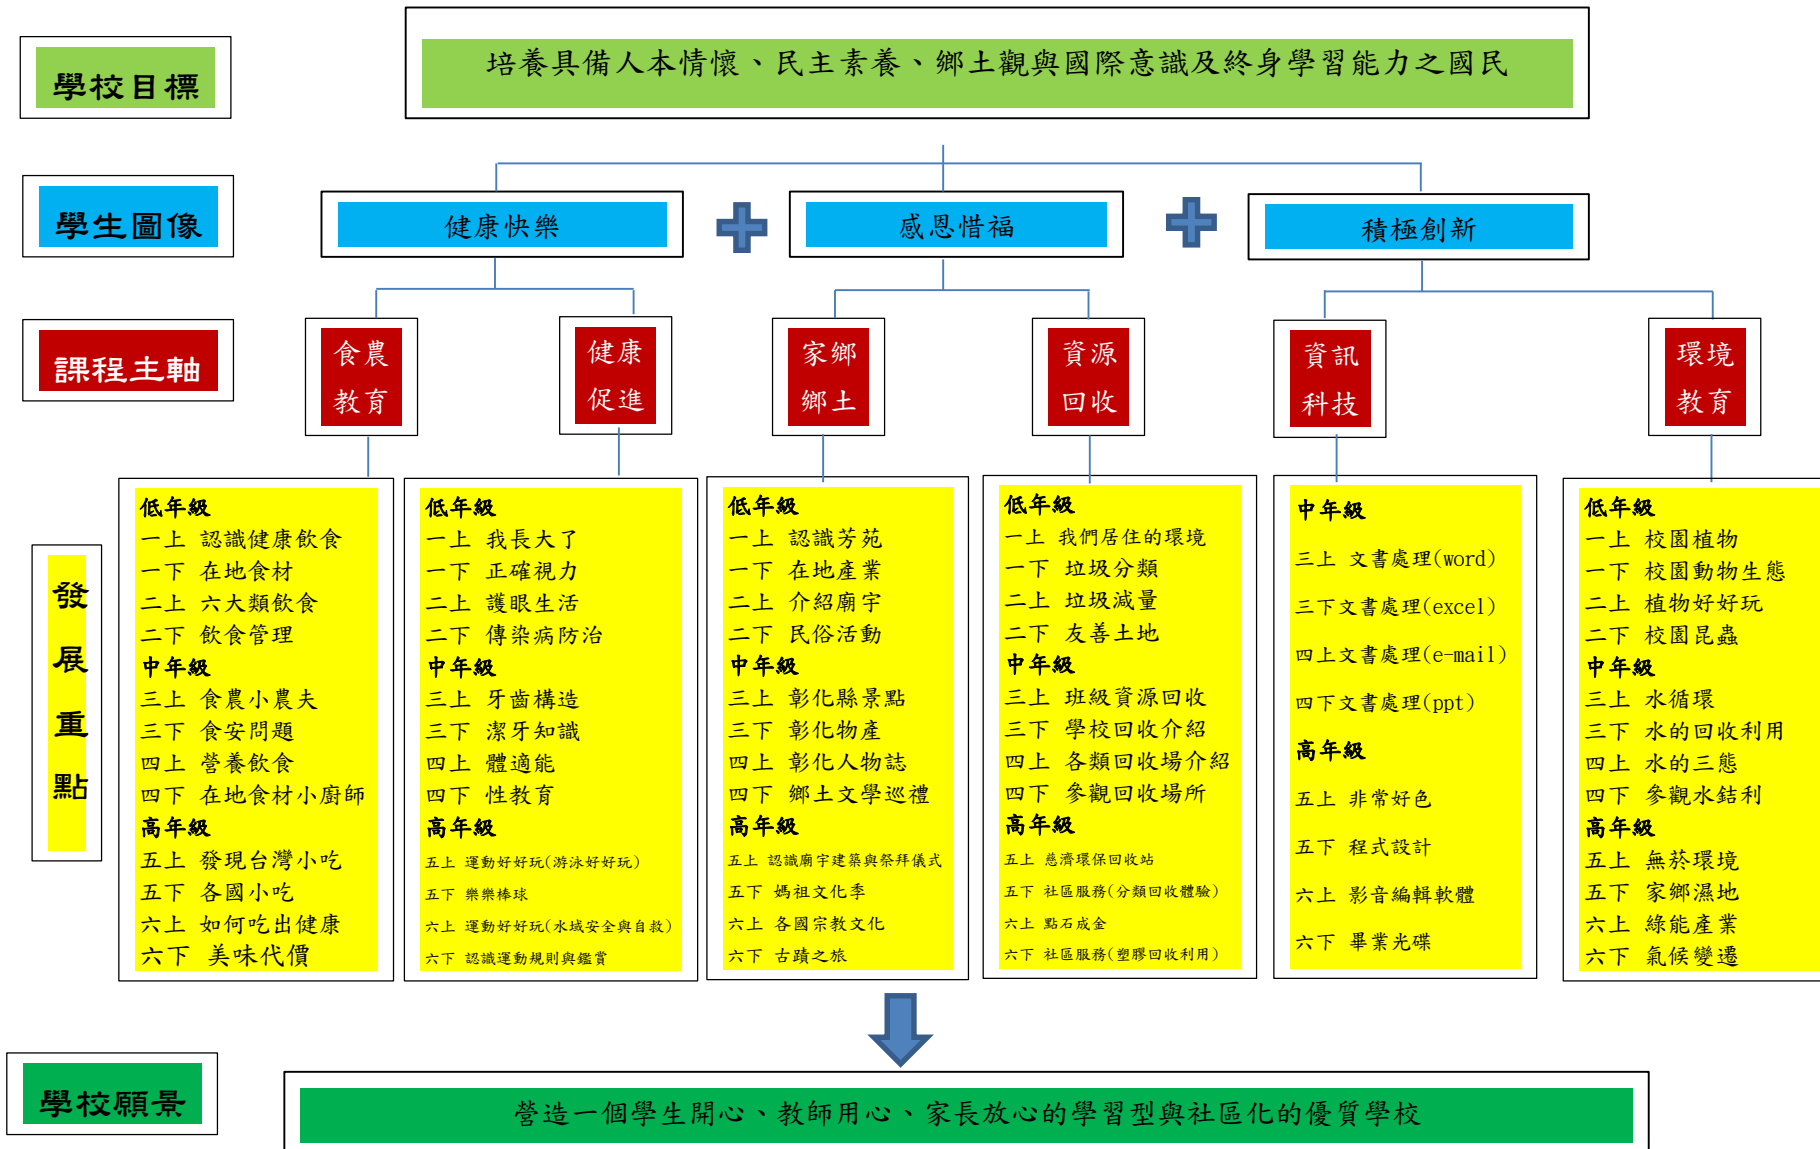 學校目標
培養具備人本情懷、民主素養、鄉土觀與國際意識及終身學習能力之國民
學生圖像
健康快樂
感恩惜福
積極創新
課程主軸
食農
教育
健康
促進
家鄉
鄉土
資源
回收
資訊
科技
環境
教育
發
展
重
點
低年級
一上 認識健康飲食
一下 在地食材
二上 六大類飲食
二下 飲食管理
中年級
三上 食農小農夫
三下 食安問題
四上 營養飲食
四下 在地食材小廚師
高年級
五上 發現台灣小吃
五下 各國小吃
六上 如何吃出健康
六下 美味代價
低年級
一上 我長大了
一下 正確視力
二上 護眼生活
二下 傳染病防治
中年級
三上 牙齒構造
三下 潔牙知識
四上 體適能
四下 性教育
高年級
五上 運動好好玩(游泳好好玩)
五下 樂樂棒球
六上 運動好好玩(水域安全與自救)
六下 認識運動規則與鑑賞
低年級
一上 認識芳苑
一下 在地產業
二上 介紹廟宇
二下 民俗活動
中年級
三上 彰化縣景點
三下 彰化物產
四上 彰化人物誌
四下 鄉土文學巡禮
高年級
五上 認識廟宇建築與祭拜儀式
五下 媽祖文化季
六上 各國宗教文化
六下 古蹟之旅
低年級
一上 我們居住的環境
一下 垃圾分類
二上 垃圾減量
二下 友善土地
中年級
三上 班級資源回收
三下 學校回收介紹
四上 各類回收場介紹
四下 參觀回收場所
高年級
五上 慈濟環保回收站
五下 社區服務(分類回收體驗)
六上 點石成金
六下 社區服務(塑膠回收利用)
中年級
三上 文書處理(word)
三下文書處理(excel)
四上文書處理(e-mail)
四下文書處理(ppt)
高年級
五上 非常好色
五下 程式設計
六上 影音編輯軟體
六下 畢業光碟
低年級
一上 校園植物
一下 校園動物生態
二上 植物好好玩
二下 校園昆蟲
中年級
三上 水循環
三下 水的回收利用
四上 水的三態
四下 參觀水銡利
高年級
五上 無菸環境
五下 家鄉濕地
六上 綠能產業
六下 氣候變遷
學校願景
營造一個學生開心、教師用心、家長放心的學習型與社區化的優質學校